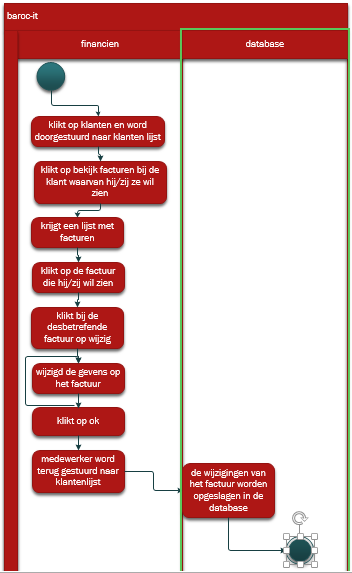 baroc-it
financien
database
klikt op klanten en word
doorgestuurd naar klanten lijst
klikt op bekijk facturen bij de
klant waarvan hij/zij ze wil
zien
krijgt een lijst met
facturen
klikt op de factuur
die hij/zij wil zien
klikt bij de
desbetrefende
factuur op wijzig
wijzigd de gevens op
het factuur
klikt op ok
medewerker word
terug gestuurd naar
klantenlijst
de wijzigingen van
het factuur worden
opgeslagen in de
database